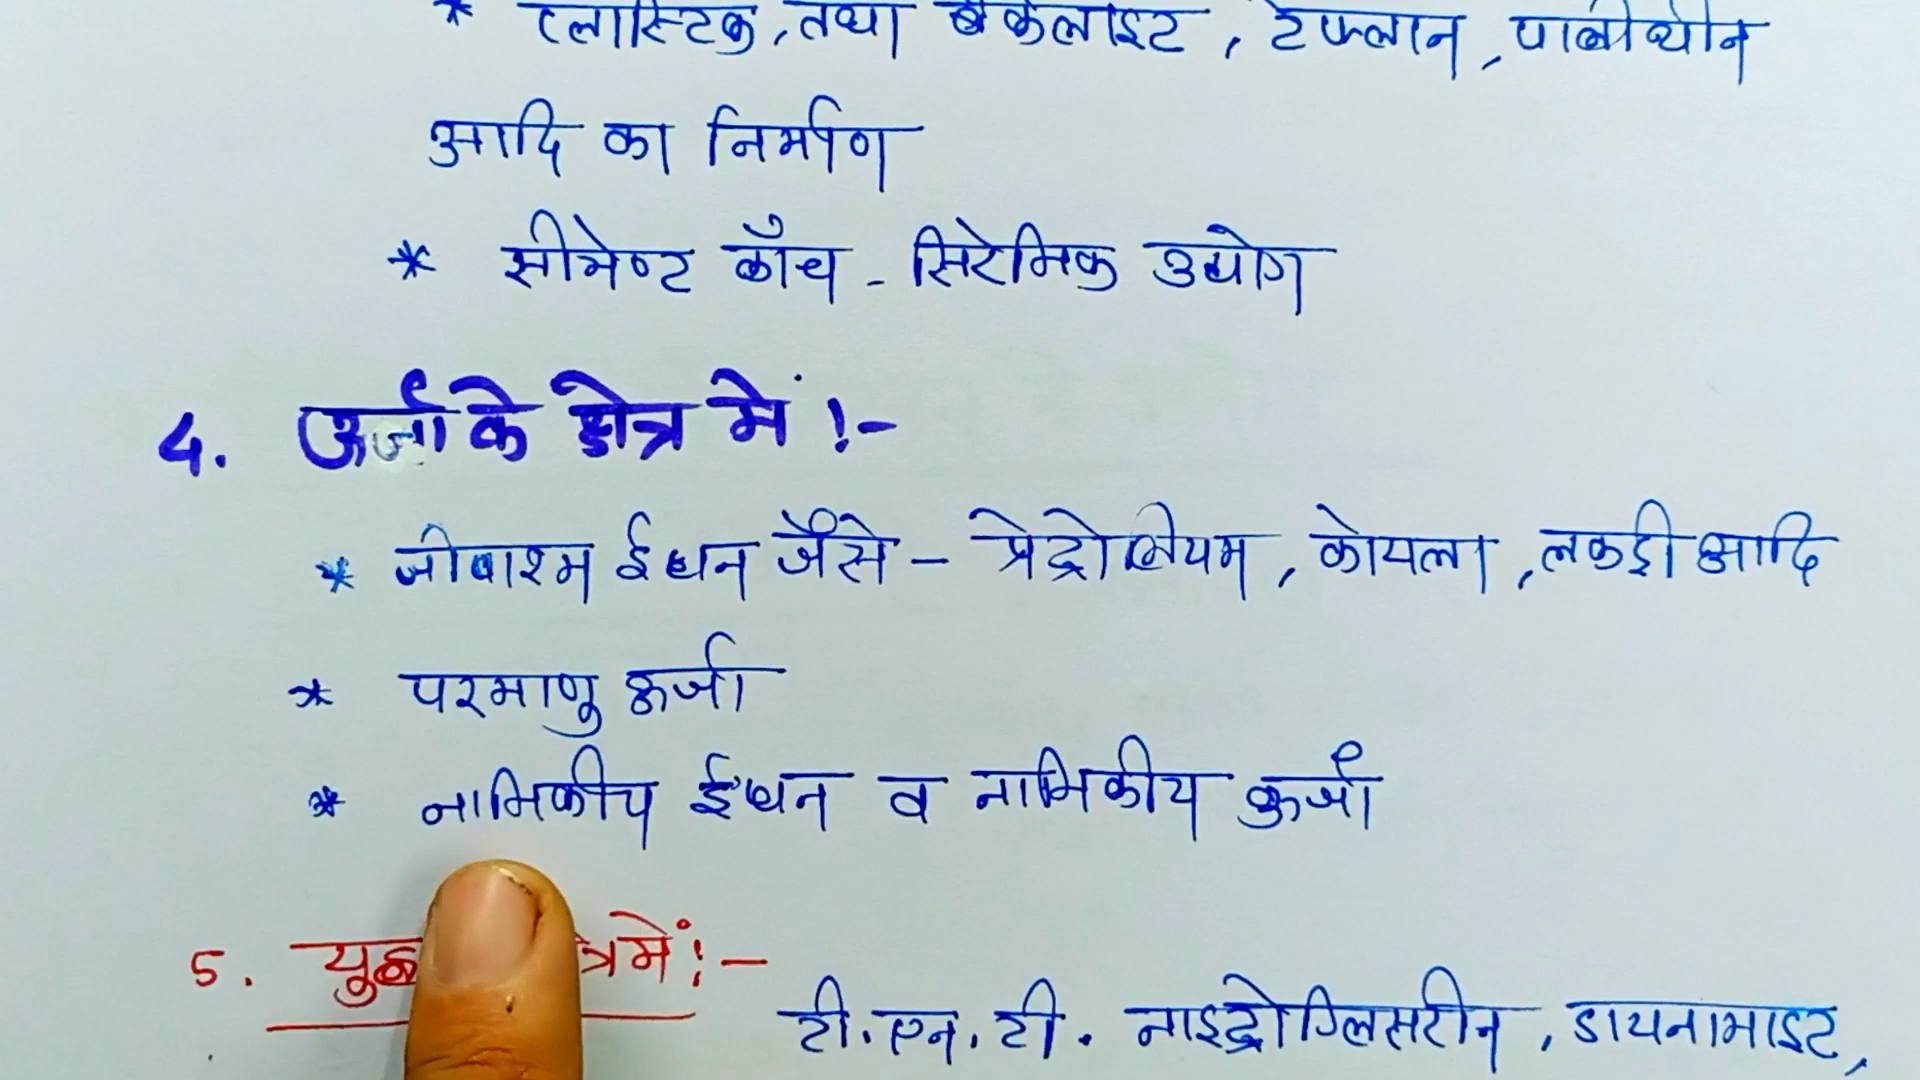 * प्लास्टिक, तथा बैकेलाइट, टेफ्लान, पालीथीन
आदि का निर्माण
* सीमेण्ट काँच - सिरेमिक उद्योग
4. ऊर्जा के क्षेत्र में :-
* जीवाश्म ईधन जैसे - पेट्रोलियम, कोयला, लकड़ी आदि
* परमाणु ऊर्जा
* नाभिकीय ईंधन व नाभिकीय ऊर्जा
5. युद्ध त्र में :-
टी. एन. टी. नाइट्रोग्लिसरीन, डायनामाइट,